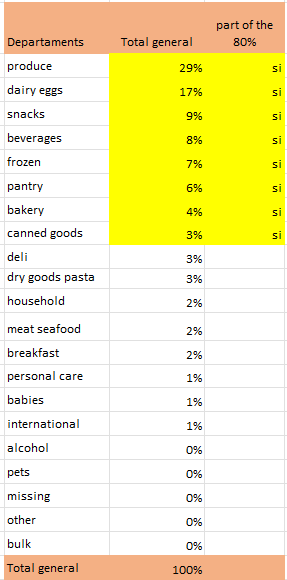 Departaments Total general part of the 80%
produce 29% si
dairy eggs 17% si
snacks 9% si
beverages 8% si
frozen 7% si
pantry 6% si
bakery 4% si
canned goods 3% si
deli 3%
dry goods pasta 3%
household 2%
meat seafood 2%
breakfast 2%
personal care 1%
babies 1%
international 1%
alcohol 0%
pets 0%
missing 0%
other 0%
bulk 0%
Total general 100%